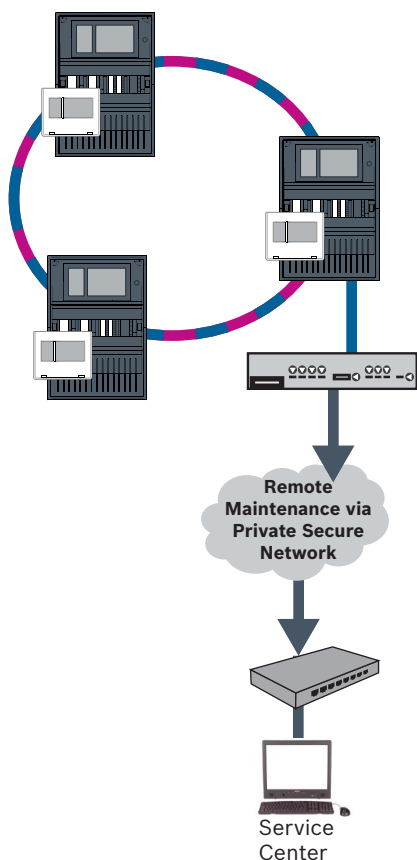 Remote
Maintenance via
Private Secure
Network
Service
Center